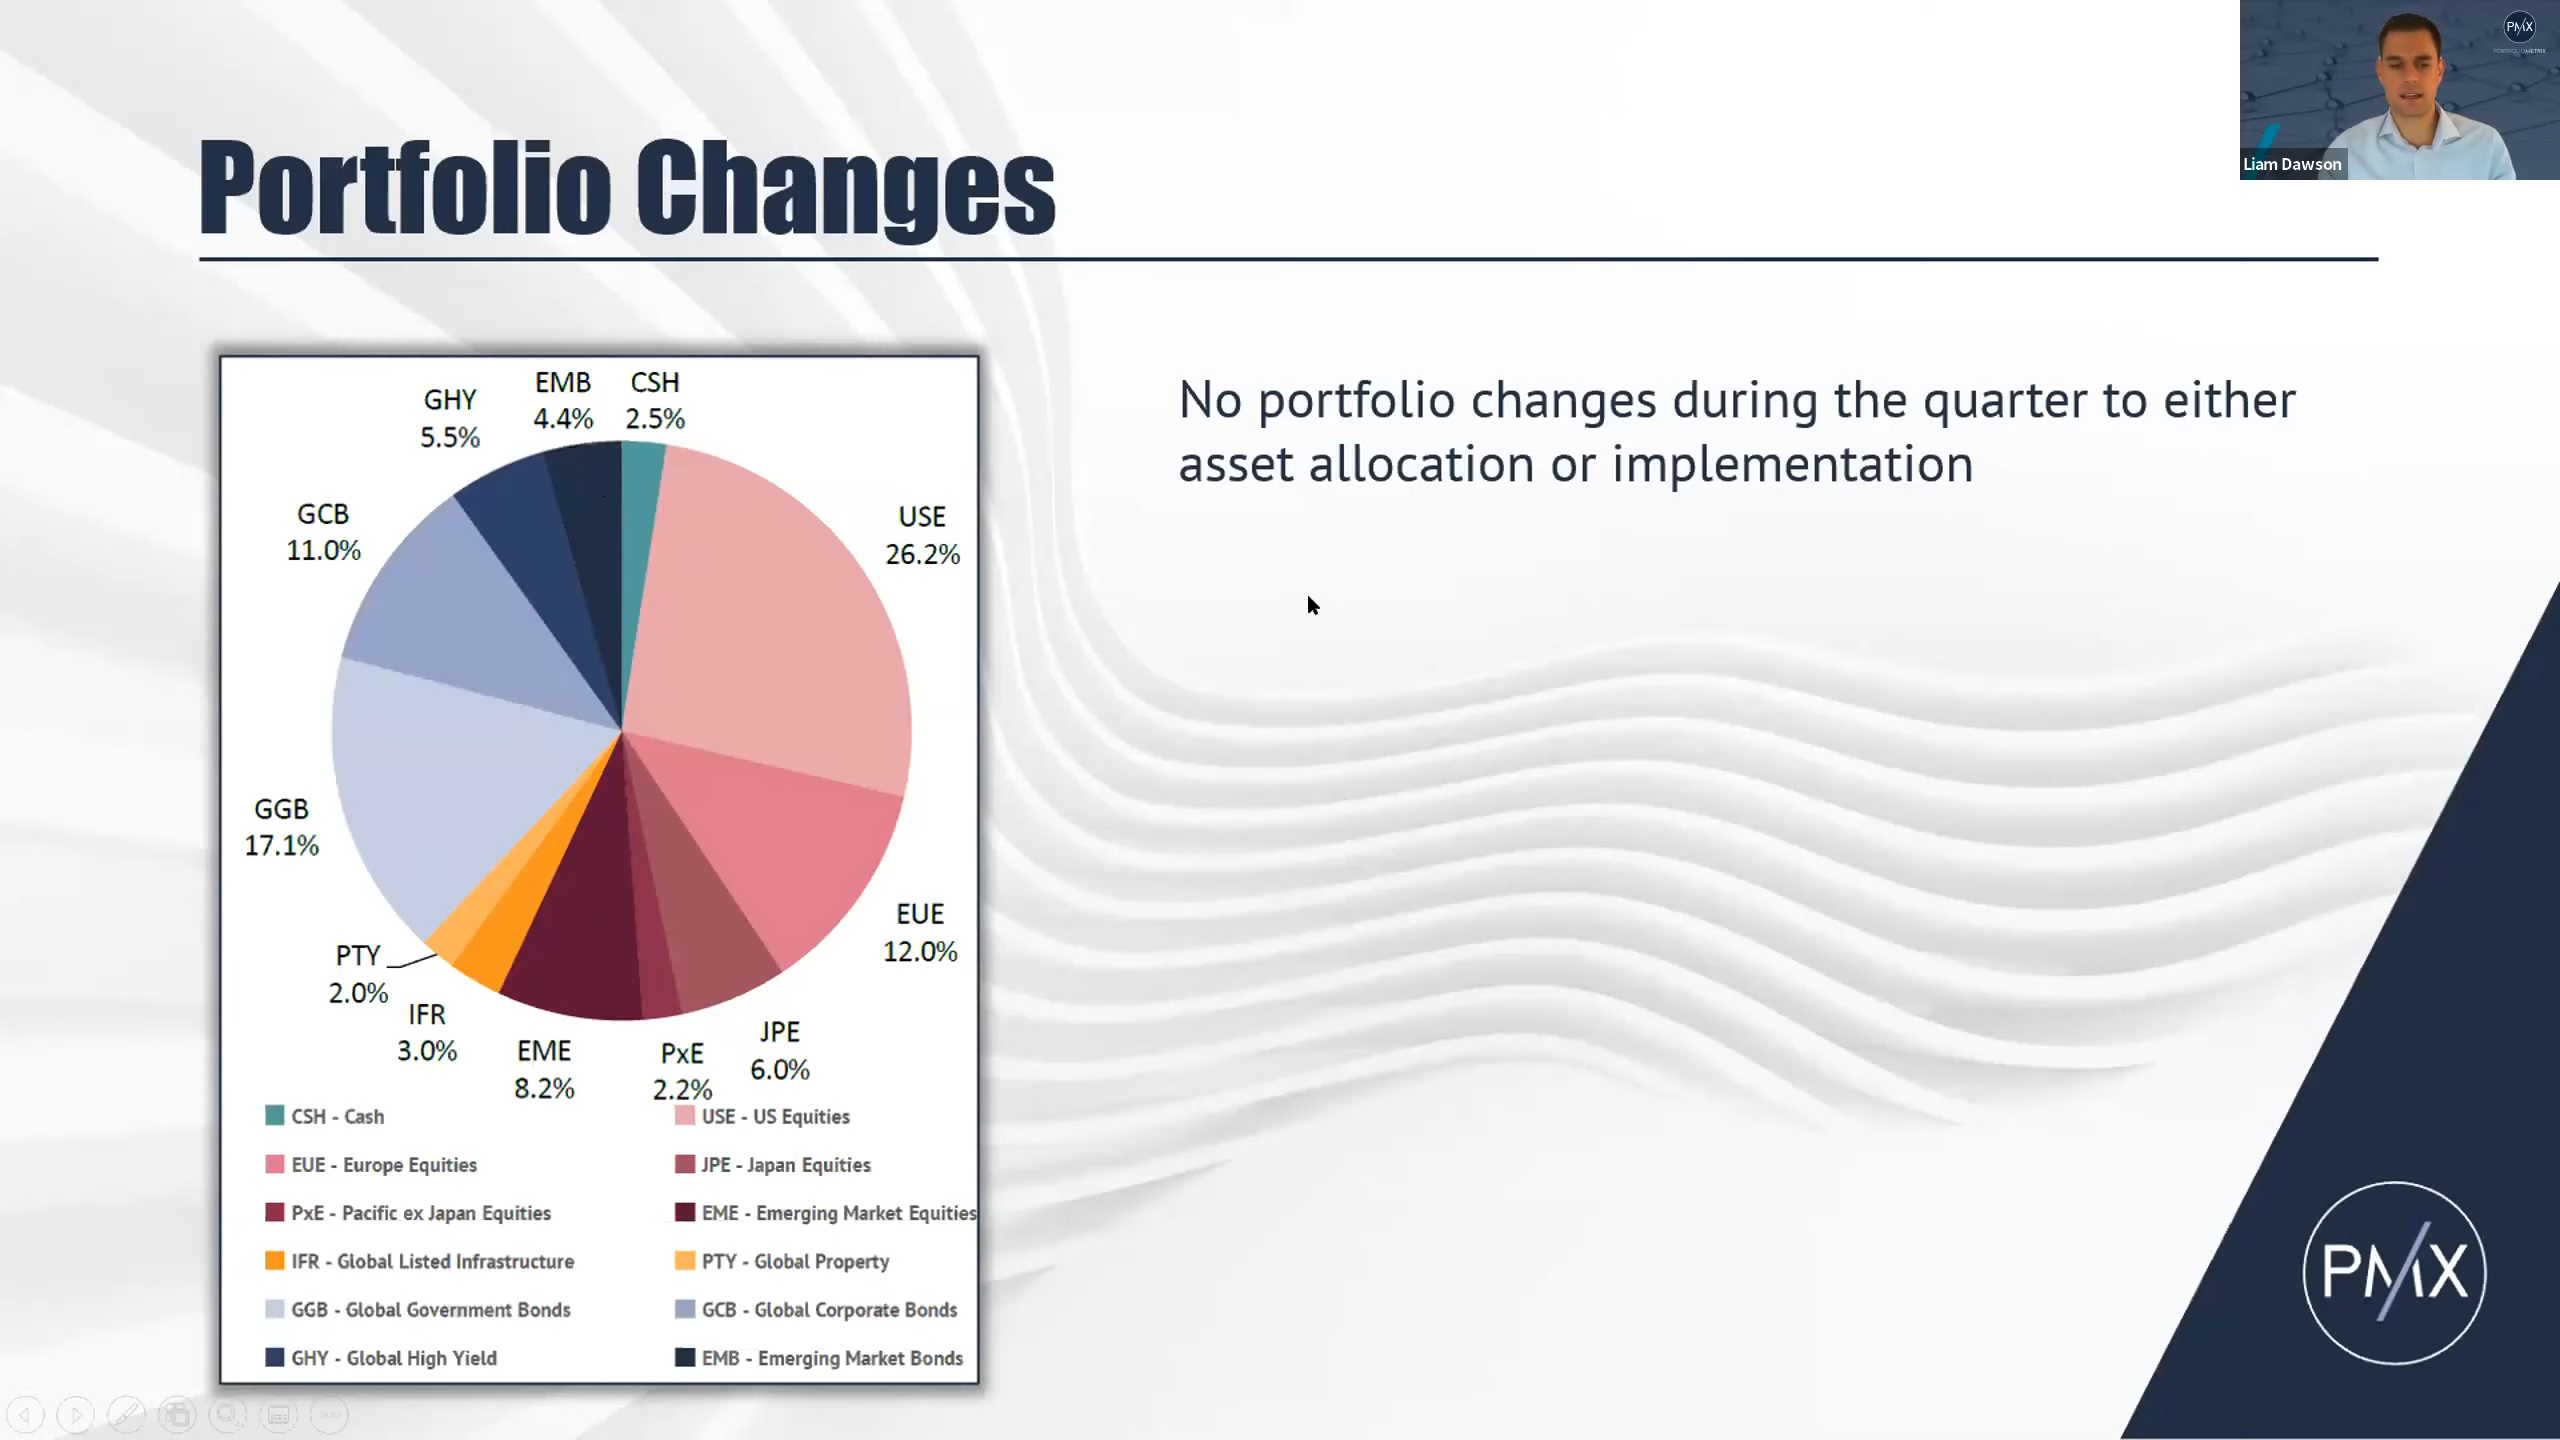 PMX
PORTFOLIOMETRIX
Liam Dawson
Portfolio Changes
No portfolio changes during the quarter to either
asset allocation or implementation
CSH
2.5%
USE
26.2%
EUE
12.0%
JPE
6.0%
PxE
2.2%
EME
8.2%
IFR
3.0%
PTY
2.0%
GGB
17.1%
GCB
11.0%
GHY
5.5%
EMB
4.4%
CSH - Cash
USE - US Equities
EUE - Europe Equities
JPE - Japan Equities
PxE - Pacific ex Japan Equities
EME - Emerging Market Equities
IFR - Global Listed Infrastructure
PTY - Global Property
GGB - Global Government Bonds
GCB - Global Corporate Bonds
GHY - Global High Yield
EMB - Emerging Market Bonds
PMX